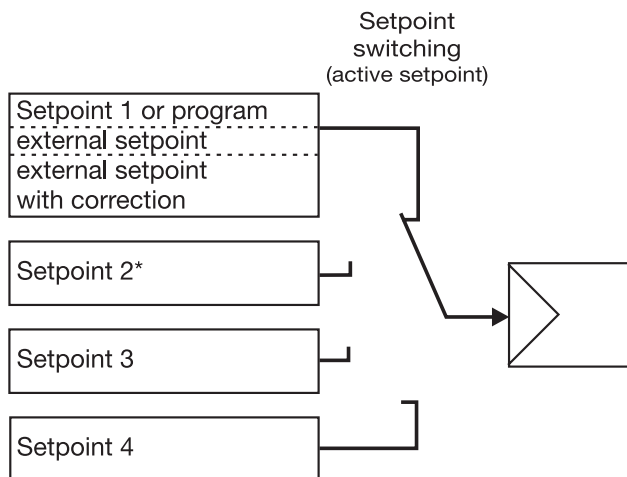 Setpoint
switching
(active setpoint)
Setpoint 1 or program
external setpoint
external setpoint
with correction
Setpoint 2*
Setpoint 3
Setpoint 4